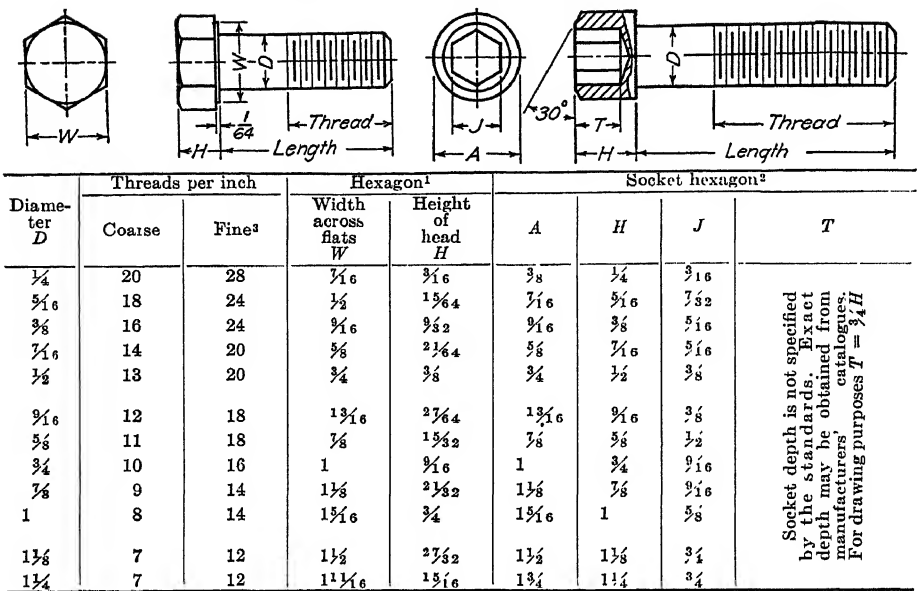 W W D J A 30° T H D
1/64
Thread Thread
H Length Length
Diameter D | Threads per inch | Hexagon¹ | Socket hexagon²
Coarse | Fine³ | Width across flats W | Height of head H | A | H | J | T
1/4 20 28 7/16 3/16 3/8 1/4 3/16
5/16 18 24 1/2 15/64 7/16 5/16 7/32
3/8 16 24 9/16 9/32 9/16 3/8 5/16
7/16 14 20 5/8 21/64 5/8 7/16 5/16
1/2 13 20 3/4 3/8 3/4 1/2 3/8
9/16 12 18 13/16 27/64 13/16 9/16 3/8
5/8 11 18 7/8 15/32 7/8 5/8 1/2
3/4 10 16 1 9/16 1 3/4 9/16
7/8 9 14 1 1/8 21/32 1 1/8 7/8 9/16
1 8 14 1 5/16 3/4 1 5/16 1 5/8
1 1/8 7 12 1 1/2 27/32 1 1/2 1 1/8 3/4
1 1/4 7 12 1 11/16 15/16 1 3/4 1 1/4 3/4
Socket depth is not specified
by the standards. Exact
depth may be obtained from
manufacturers' catalogues.
For drawing purposes T = 3/4 H